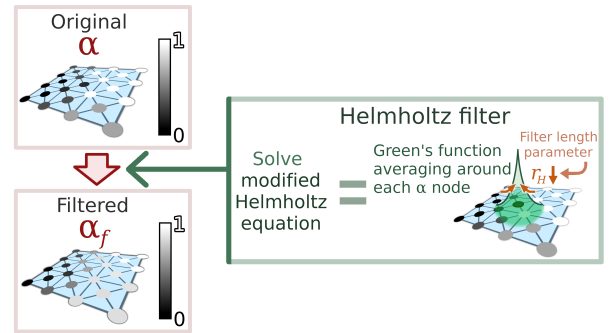 Original
α
1
0
Filtered
α_f
1
0
Helmholtz filter
Solve
modified
Helmholtz
equation
=
Green's function
averaging around
each α node
Filter length
parameter
r_H